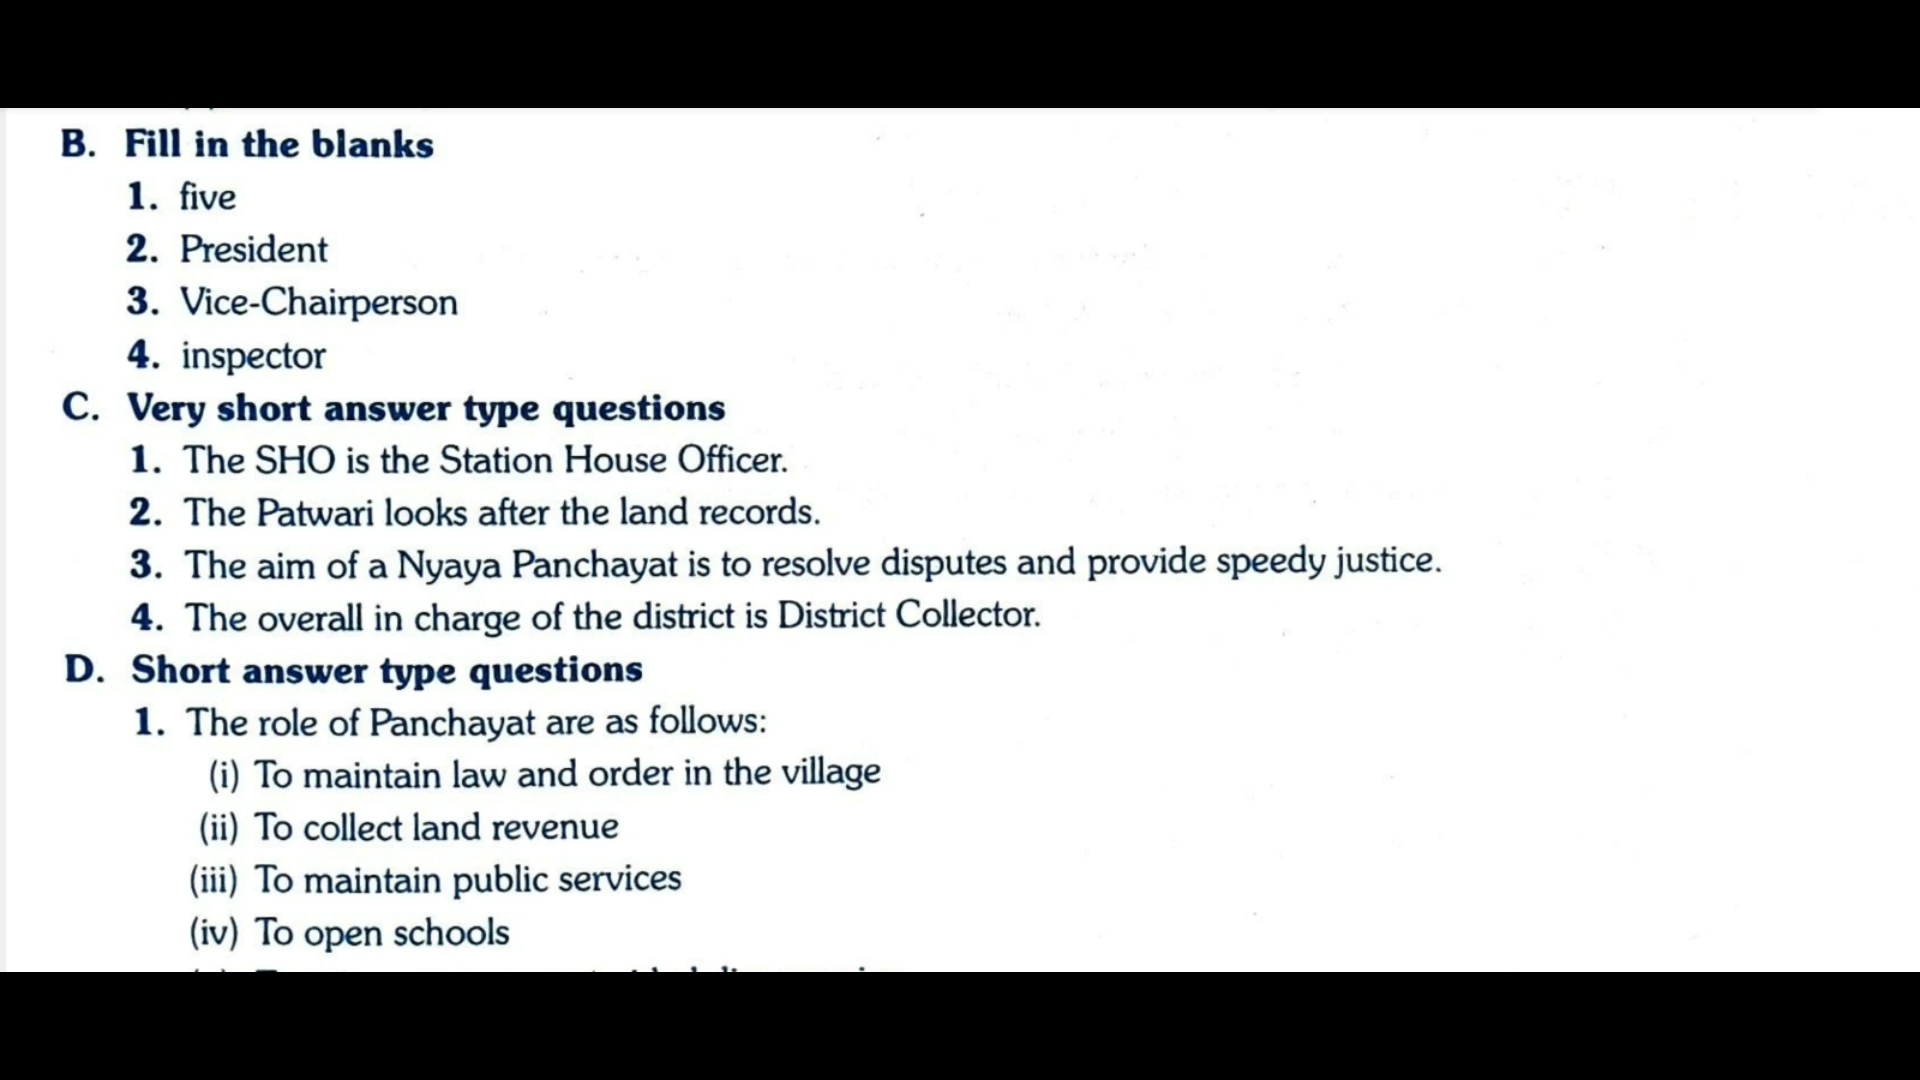 B. Fill in the blanks
1. five
2. President
3. Vice-Chairperson
4. inspector
C. Very short answer type questions
1. The SHO is the Station House Officer.
2. The Patwari looks after the land records.
3. The aim of a Nyaya Panchayat is to resolve disputes and provide speedy justice.
4. The overall in charge of the district is District Collector.
D. Short answer type questions
1. The role of Panchayat are as follows:
(i) To maintain law and order in the village
(ii) To collect land revenue
(iii) To maintain public services
(iv) To open schools